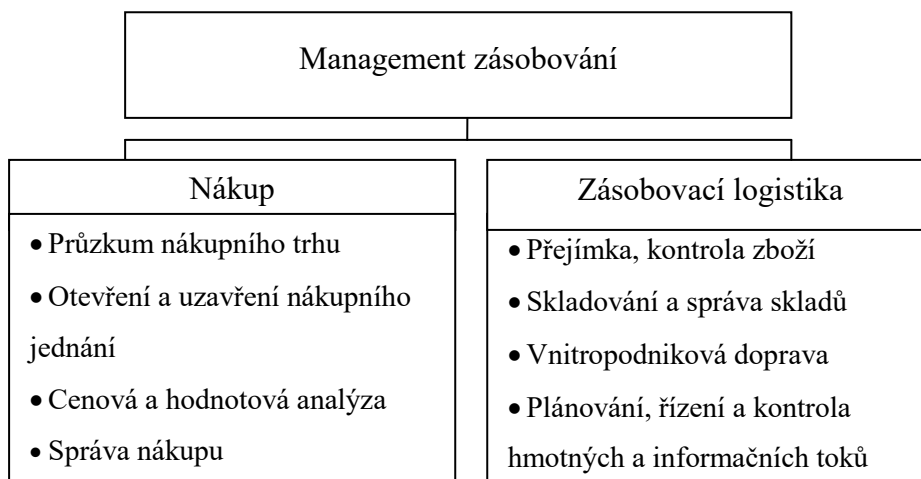 Management zásobování
Nákup
• Průzkum nákupního trhu
• Otevření a uzavření nákupního
jednání
• Cenová a hodnotová analýza
• Správa nákupu
Zásobovací logistika
• Přejímka, kontrola zboží
• Skladování a správa skladů
• Vnitropodniková doprava
• Plánování, řízení a kontrola
hmotných a informačních toků